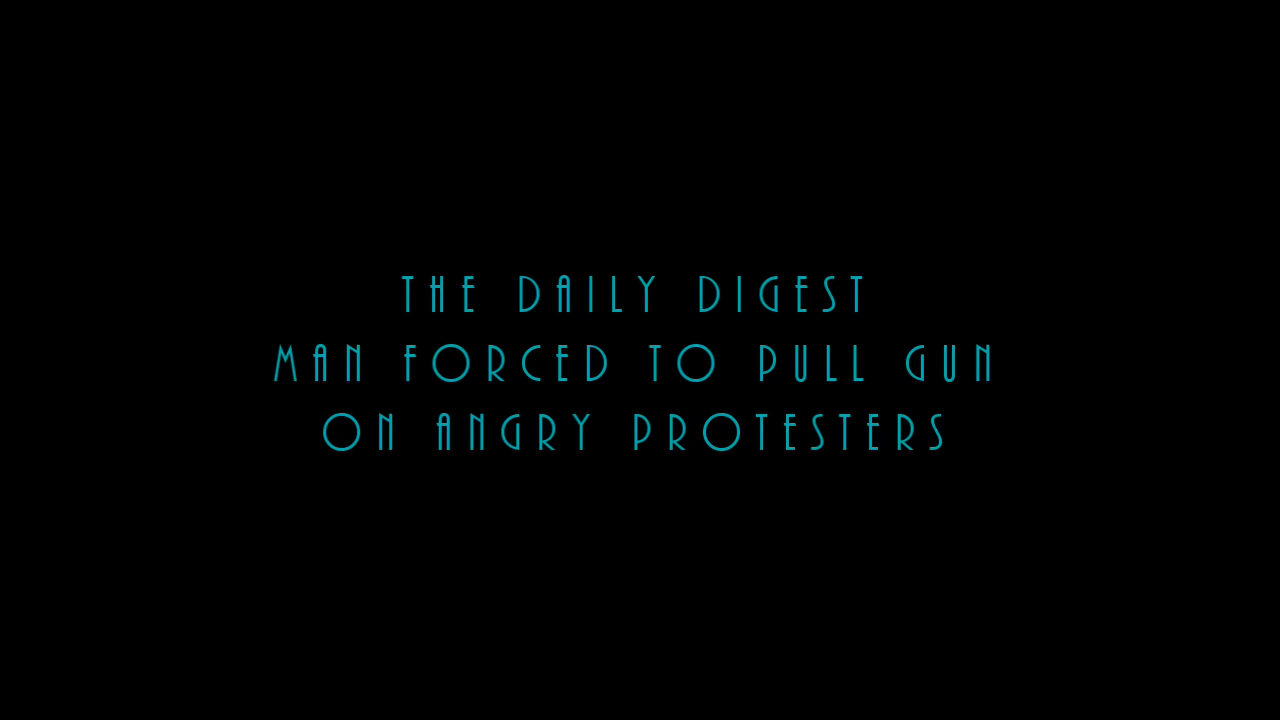 THE DAILY DIGEST
MAN FORCED TO PULL GUN
ON ANGRY PROTESTERS